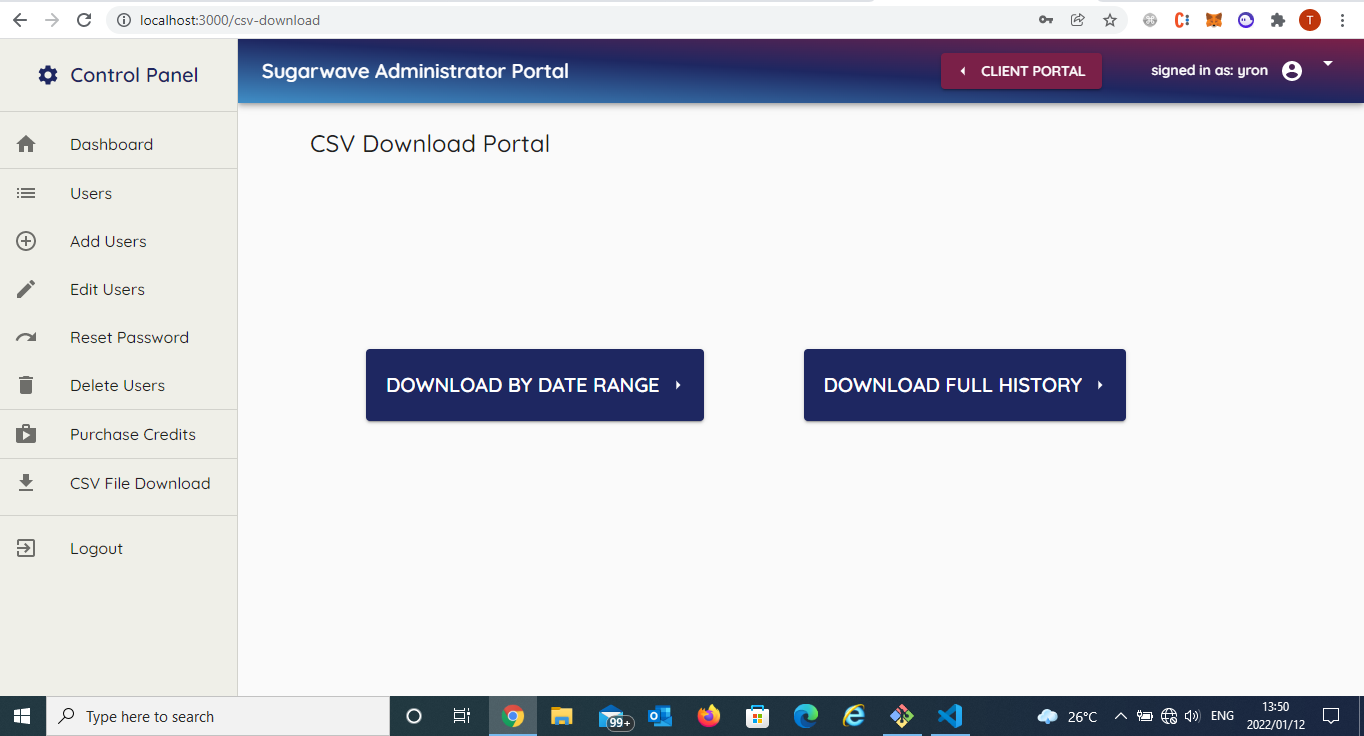 localhost:3000/csv-download
T
Control Panel
Sugarwave Administrator Portal
CLIENT PORTAL
signed in as: yron
Dashboard
Users
Add Users
Edit Users
Reset Password
Delete Users
Purchase Credits
CSV File Download
Logout
CSV Download Portal
DOWNLOAD BY DATE RANGE
DOWNLOAD FULL HISTORY
Type here to search
99+
26°C
ENG
13:50
2022/01/12